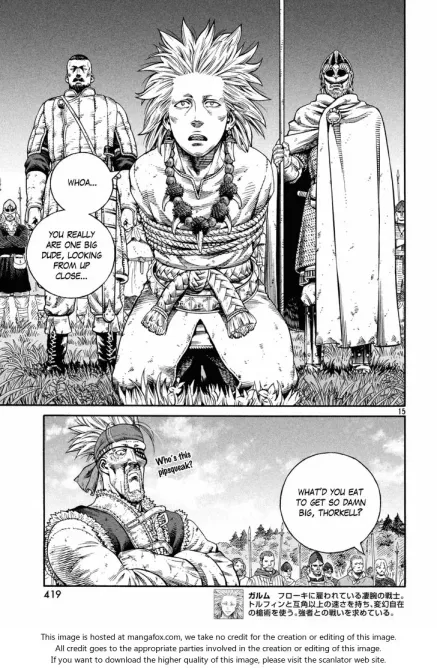 WHOA...
YOU REALLY
ARE ONE BIG
DUDE, LOOKING
FROM UP
CLOSE...
15
Who's this
pipsqueak?
WHAT'D YOU EAT
TO GET SO DAMN
BIG, THORKELL?
419
ガルム フローキに雇われている凄腕の戦士。
トルフィンと互角以上の速さを持ち、変幻自在
の槍術を使う。強者との戦いを求めている。
This image is hosted at mangafox.com, we take no credit for the creation or editing of this image.
All credit goes to the appropriate parties involved in the creation or editing of this image.
If you want to download the higher quality of this image, please visit the scanlator web site.